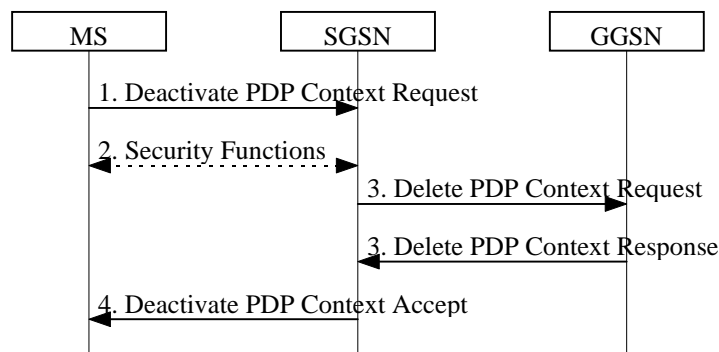 MS
SGSN
GGSN
1. Deactivate PDP Context Request
2. Security Functions
3. Delete PDP Context Request
3. Delete PDP Context Response
4. Deactivate PDP Context Accept